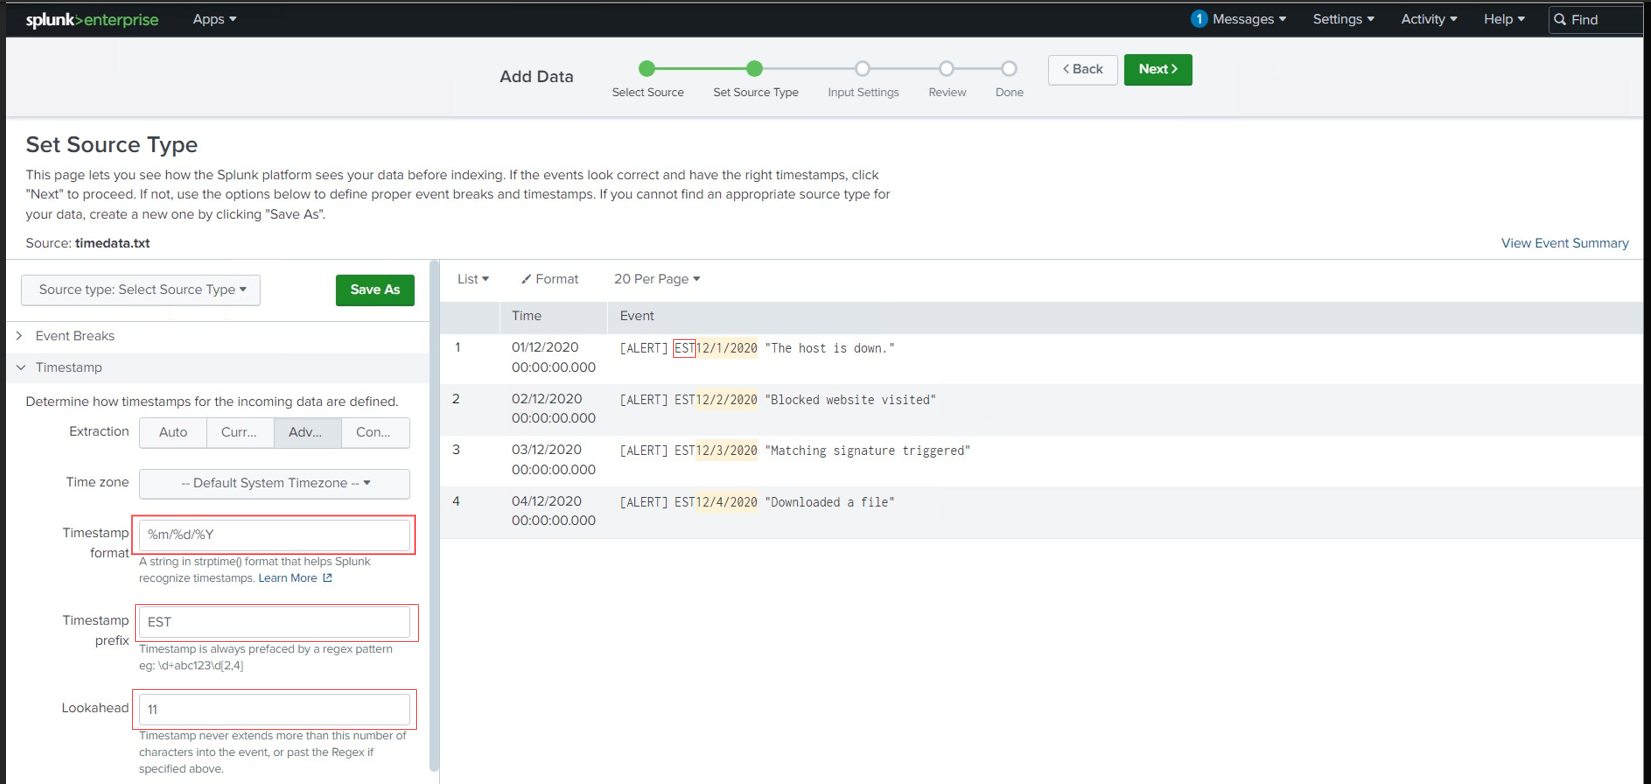 splunk>enterprise Apps 1 Messages Settings Activity Help Find
Add Data
Select Source Set Source Type Input Settings Review Done
< Back Next >
Set Source Type
This page lets you see how the Splunk platform sees your data before indexing. If the events look correct and have the right timestamps, click
"Next" to proceed. If not, use the options below to define proper event breaks and timestamps. If you cannot find an appropriate source type for
your data, create a new one by clicking "Save As".
Source: timedata.txt
View Event Summary
Source type: Select Source Type Save As
> Event Breaks
Timestamp
Determine how timestamps for the incoming data are defined.
Extraction Auto Curr... Adv... Con...
Time zone -- Default System Timezone --
Timestamp
format
%m/%d/%Y
A string in strptime() format that helps Splunk
recognize timestamps. Learn More
Timestamp
prefix
EST
Timestamp is always prefaced by a regex pattern
eg: \d+abc123\d[2,4]
Lookahead 11
Timestamp never extends more than this number of
characters into the event, or past the Regex if
specified above.
List Format 20 Per Page
Time Event
1 01/12/2020 [ALERT] EST12/1/2020 "The host is down."
00:00:00.000
2 02/12/2020 [ALERT] EST12/2/2020 "Blocked website visited"
00:00:00.000
3 03/12/2020 [ALERT] EST12/3/2020 "Matching signature triggered"
00:00:00.000
4 04/12/2020 [ALERT] EST12/4/2020 "Downloaded a file"
00:00:00.000